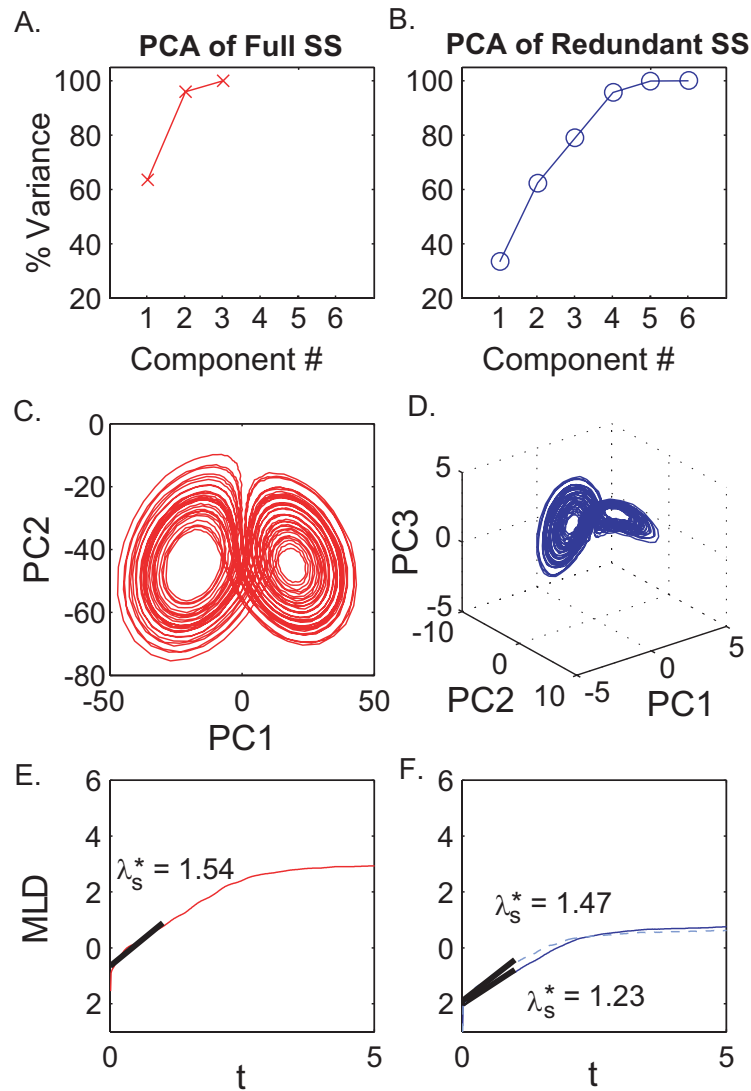 A.
PCA of Full SS
100
80
60
40
20
% Variance
1 2 3 4 5 6
Component #
B.
PCA of Redundant SS
100
80
60
40
20
1 2 3 4 5 6
Component #
C.
0
-20
-40
-60
-80
PC2
-50 0 50
PC1
D.
5
0
-5
PC3
-10
0
10
PC2
-5
0
5
PC1
E.
6
4
2
0
2
MLD
λs* = 1.54
0 5
t
F.
6
4
2
0
2
λs* = 1.47
λs* = 1.23
0 5
t